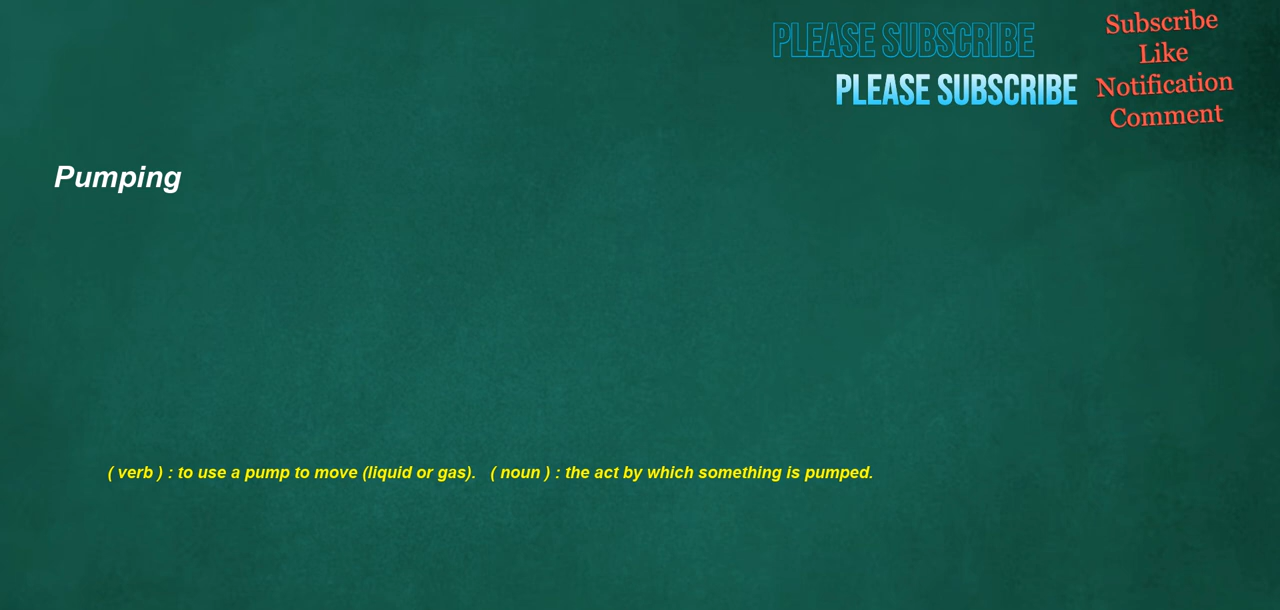 PLEASE SUBSCRIBE
PLEASE SUBSCRIBE
Subscribe
Like
Notification
Comment
Pumping
( verb ) : to use a pump to move (liquid or gas).   ( noun ) : the act by which something is pumped.